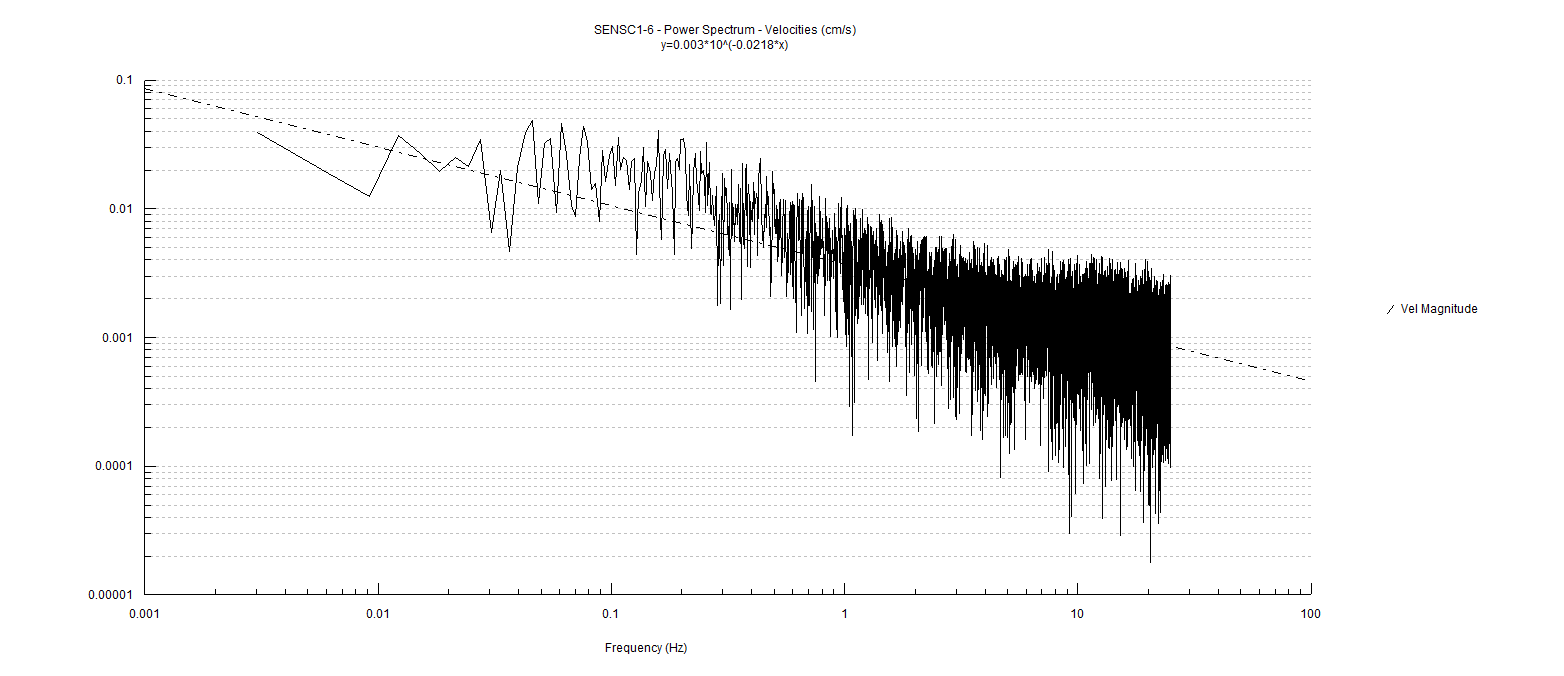 SENSC1-6 - Power Spectrum - Velocities (cm/s)
y=0.003*10^(-0.0218*x)
0.1
0.01
0.001
0.0001
0.00001
0.001 0.01 0.1 1 10 100
Frequency (Hz)
Vel Magnitude